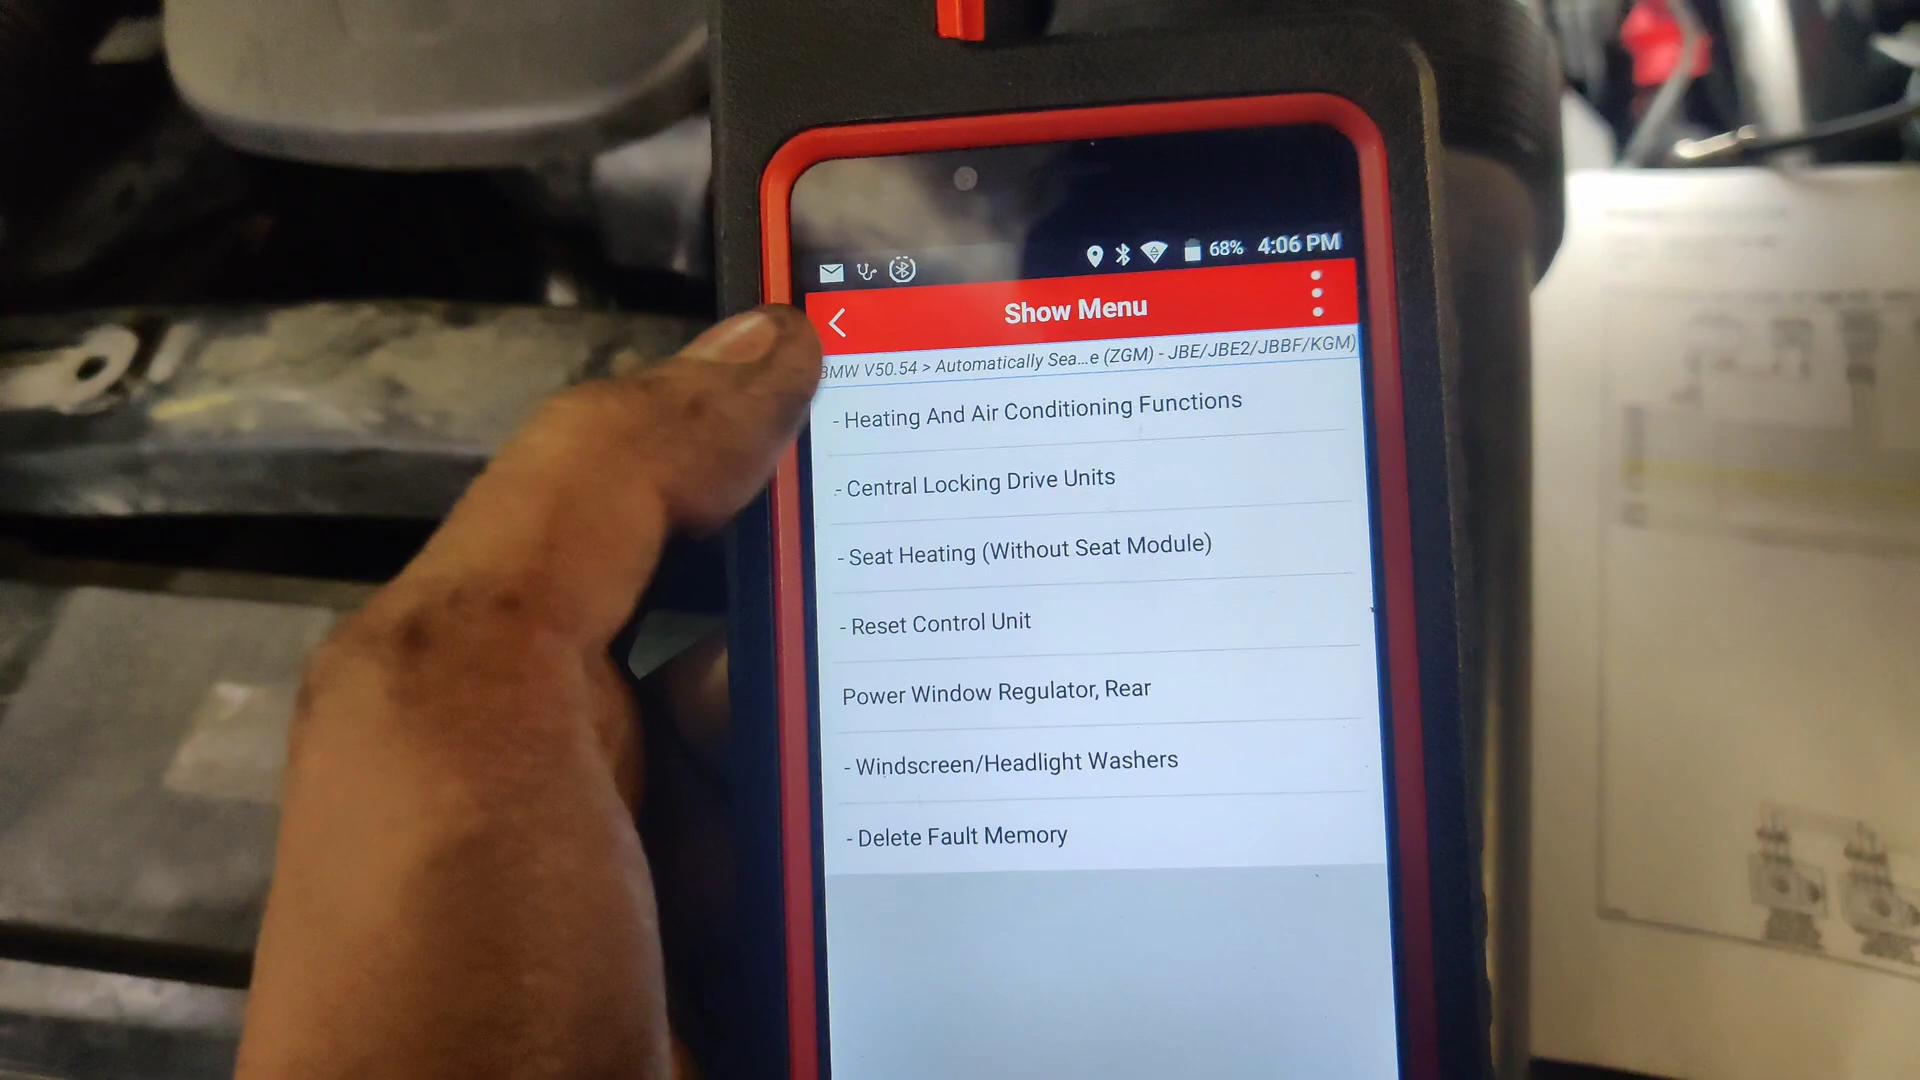 68% 4:06 PM
Show Menu
BMW V50.54 > Automatically Sea...e (ZGM) - JBE/JBE2/JBBF/KGM)
- Heating And Air Conditioning Functions
- Central Locking Drive Units
- Seat Heating (Without Seat Module)
- Reset Control Unit
Power Window Regulator, Rear
- Windscreen/Headlight Washers
- Delete Fault Memory